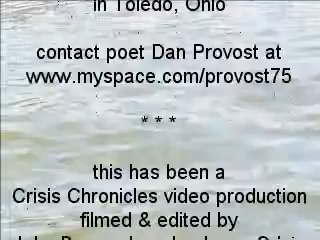 in Toledo, Ohio
contact poet Dan Provost at
www.myspace.com/provost75
* * *
this has been a
Crisis Chronicles video production
filmed & edited by